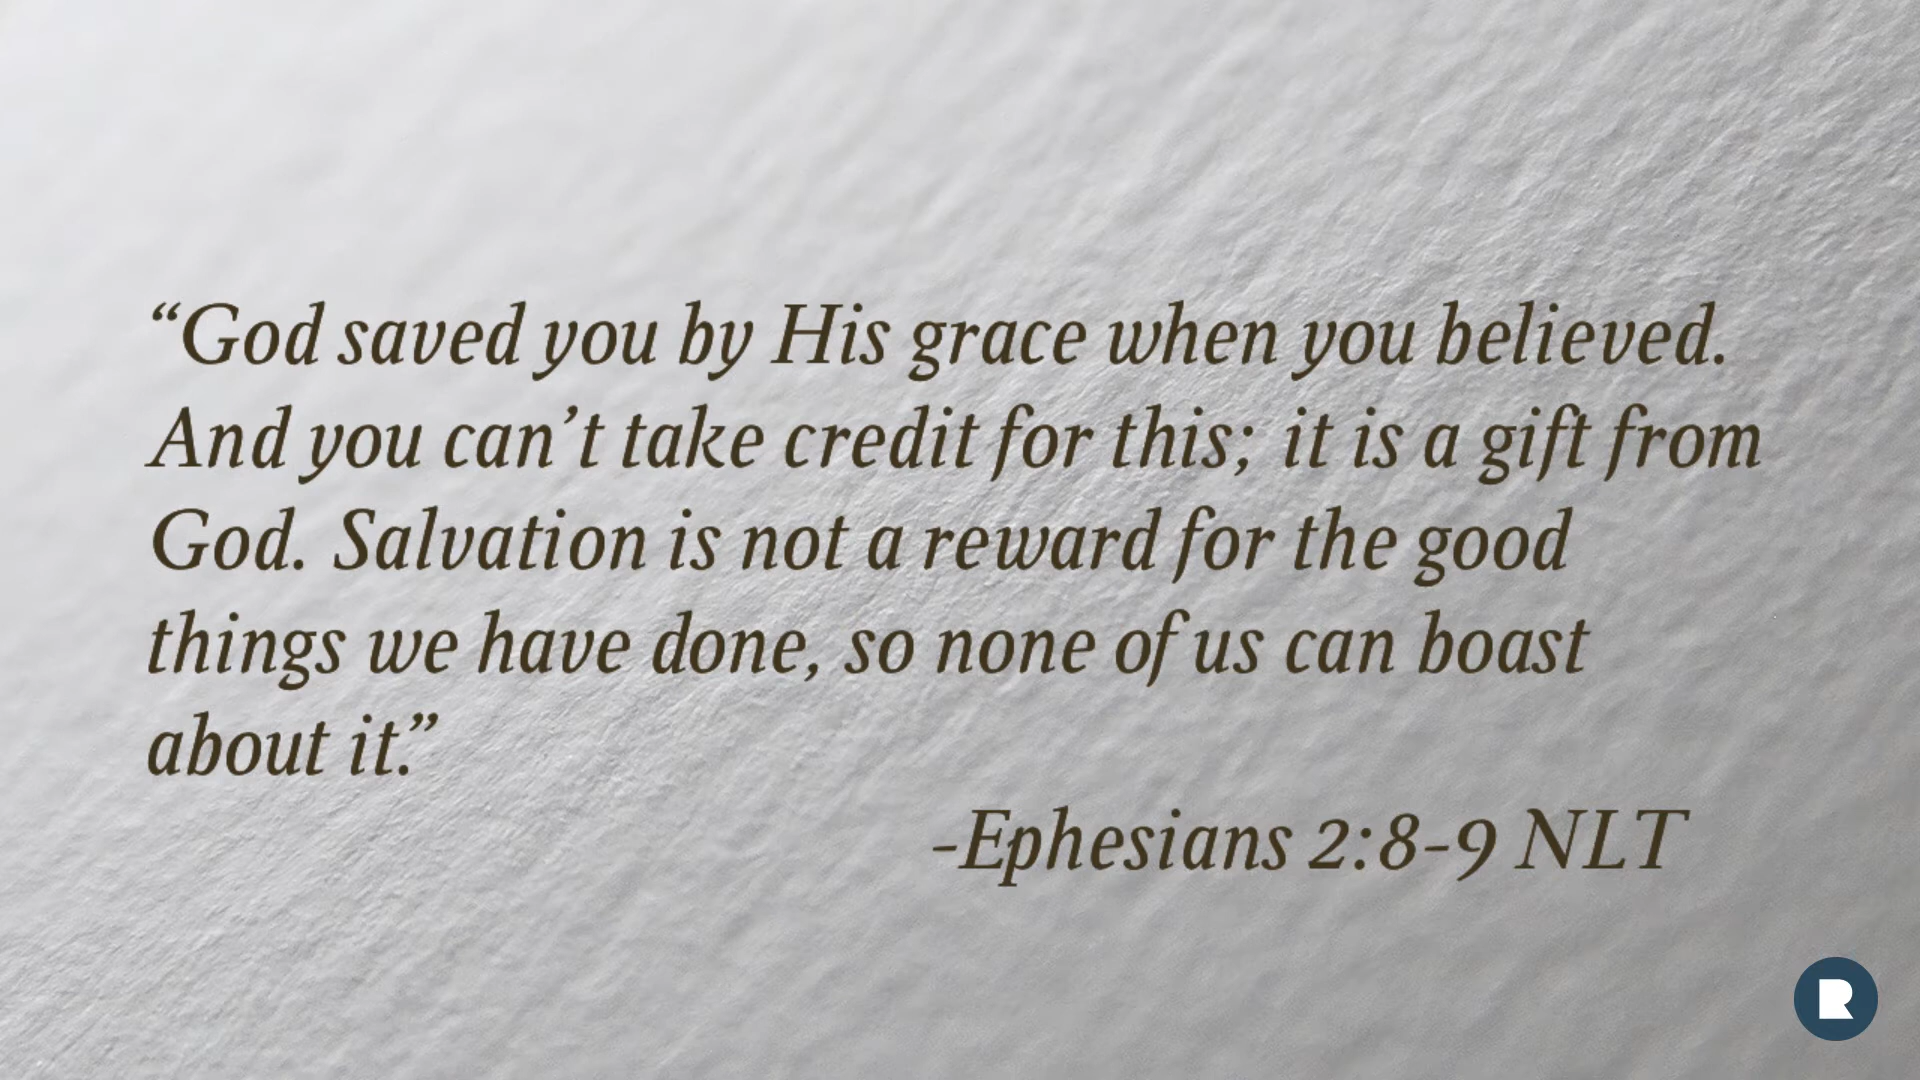 “God saved you by His grace when you believed.
And you can’t take credit for this; it is a gift from
God. Salvation is not a reward for the good
things we have done, so none of us can boast
about it.”
-Ephesians 2:8-9 NLT
R